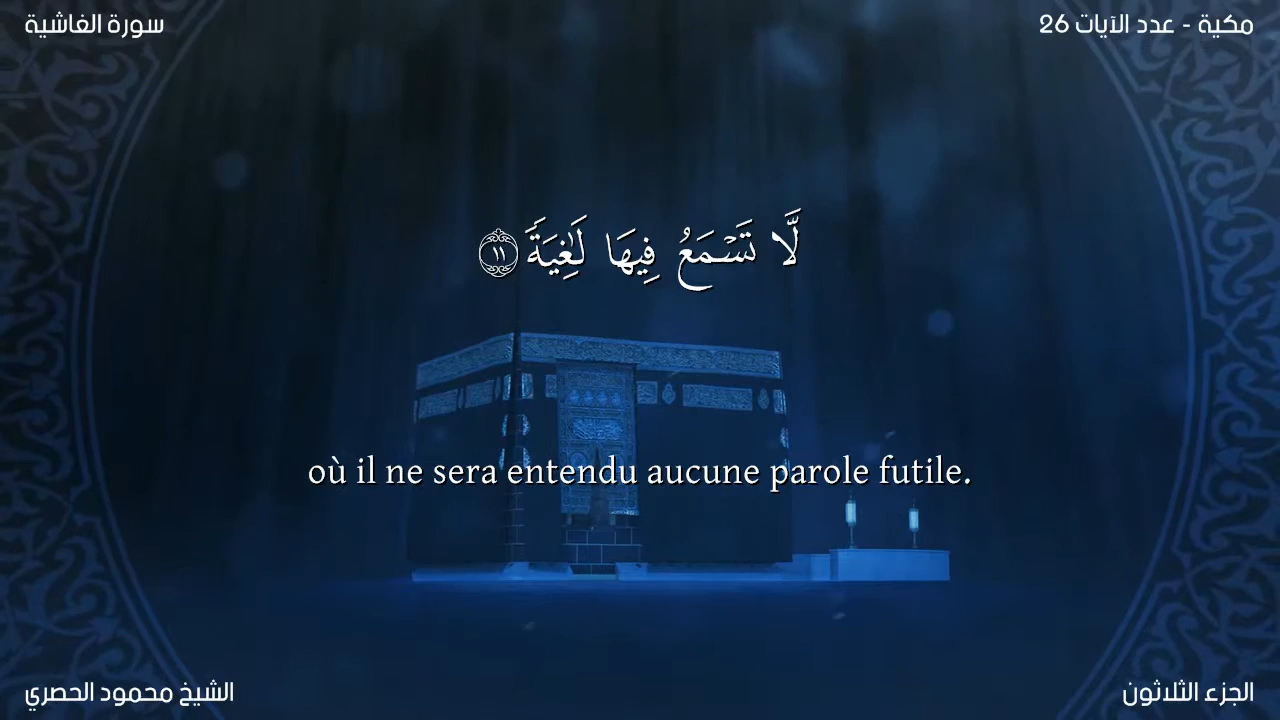 سورة الغاشية
مكية - عدد الآيات 26
لَّا تَسْمَعُ فِيهَا لَٰغِيَةً ١١
où il ne sera entendu aucune parole futile.
الشيخ محمود الحصري
الجزء الثلاثون